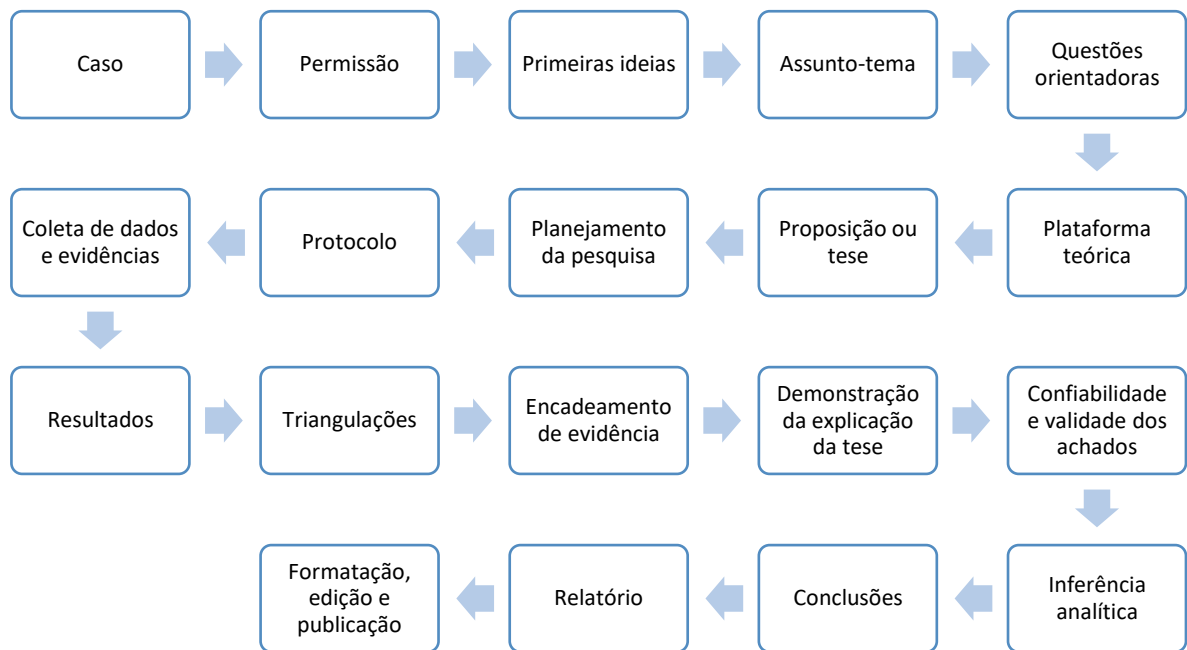 Caso
Permissão
Primeiras ideias
Assunto-tema
Questões
orientadoras
Plataforma
teórica
Proposição ou
tese
Planejamento
da pesquisa
Protocolo
Coleta de dados
e evidências
Resultados
Triangulações
Encadeamento
de evidência
Demonstração
da explicação
da tese
Confiabilidade
e validade dos
achados
Inferência
analítica
Conclusões
Relatório
Formatação,
edição e
publicação